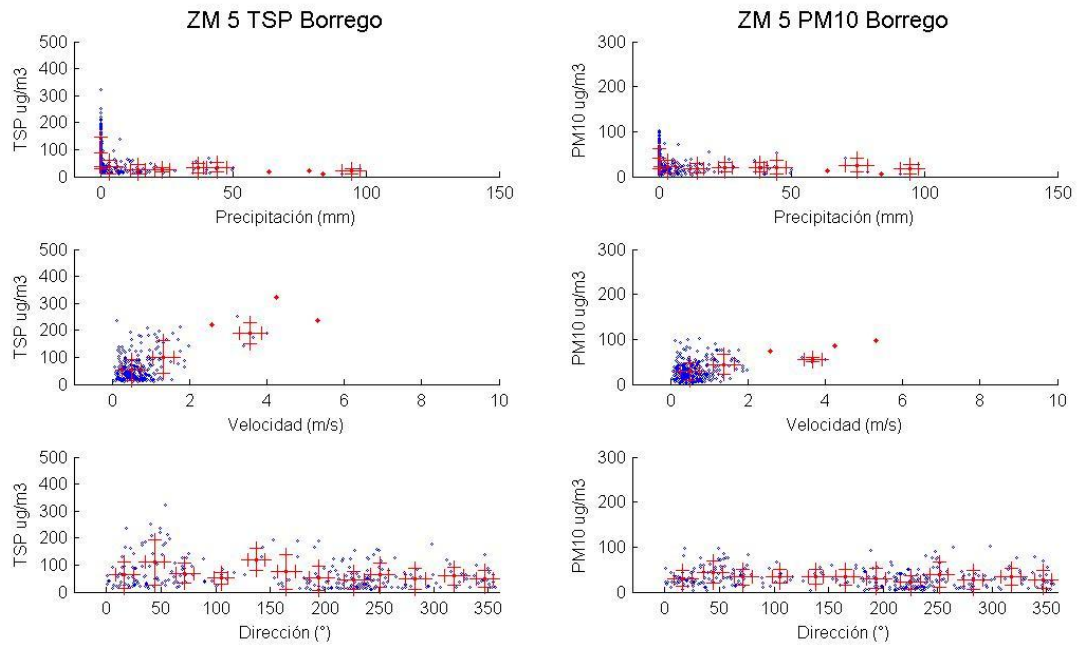 ZM 5 TSP Borrego
500
400
300
200
100
0
TSP ug/m3
0 50 100 150
Precipitación (mm)
ZM 5 PM10 Borrego
300
200
100
0
PM10 ug/m3
0 50 100 150
Precipitación (mm)
500
400
300
200
100
0
TSP ug/m3
0 2 4 6 8 10
Velocidad (m/s)
300
200
100
0
PM10 ug/m3
0 2 4 6 8 10
Velocidad (m/s)
500
400
300
200
100
0
TSP ug/m3
0 50 100 150 200 250 300 350
Dirección (°)
300
200
100
0
PM10 ug/m3
0 50 100 150 200 250 300 350
Dirección (°)